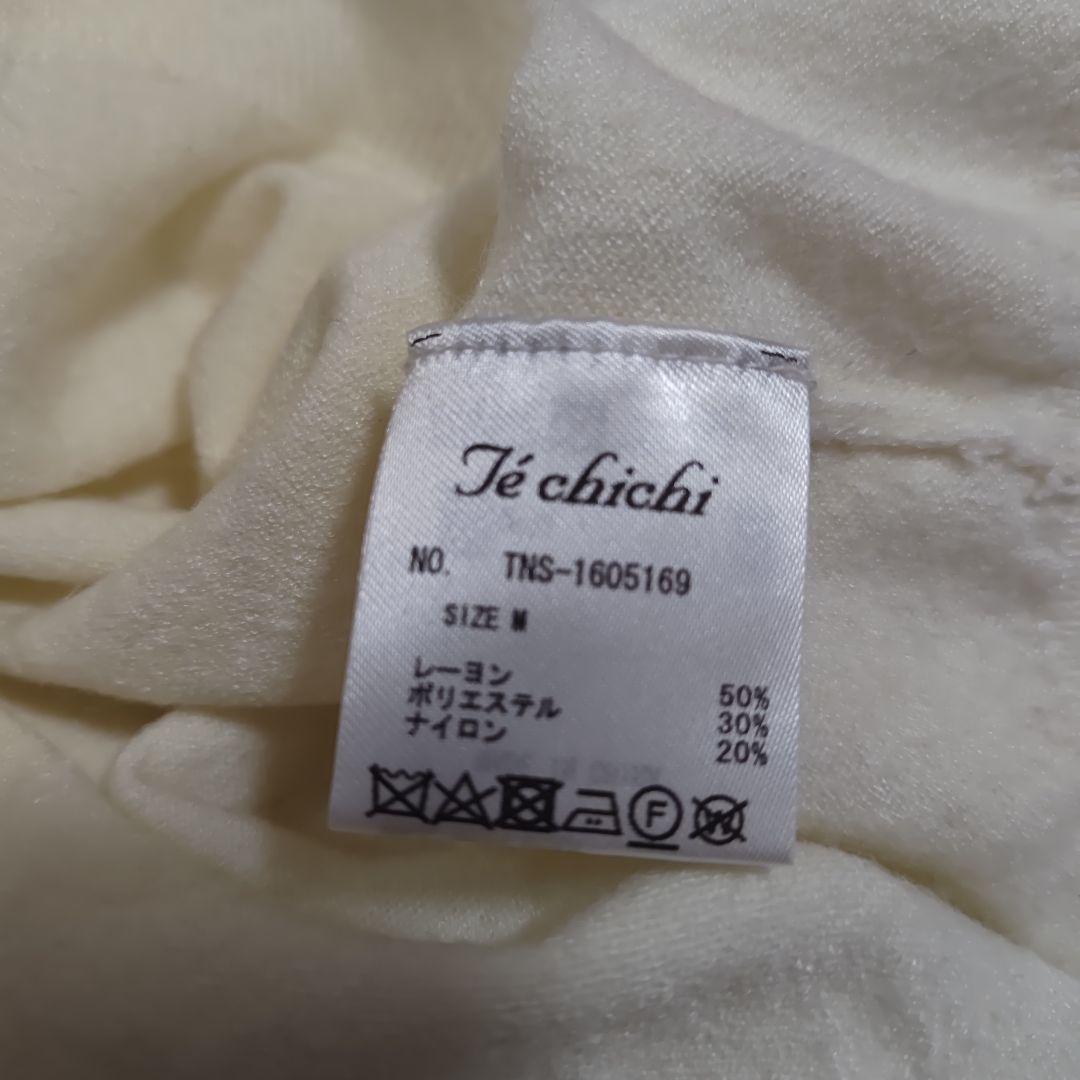 Té chichi
NO. TNS-1605169
SIZE M
レーヨン 50%
ポリエステル 30%
ナイロン 20%
F W